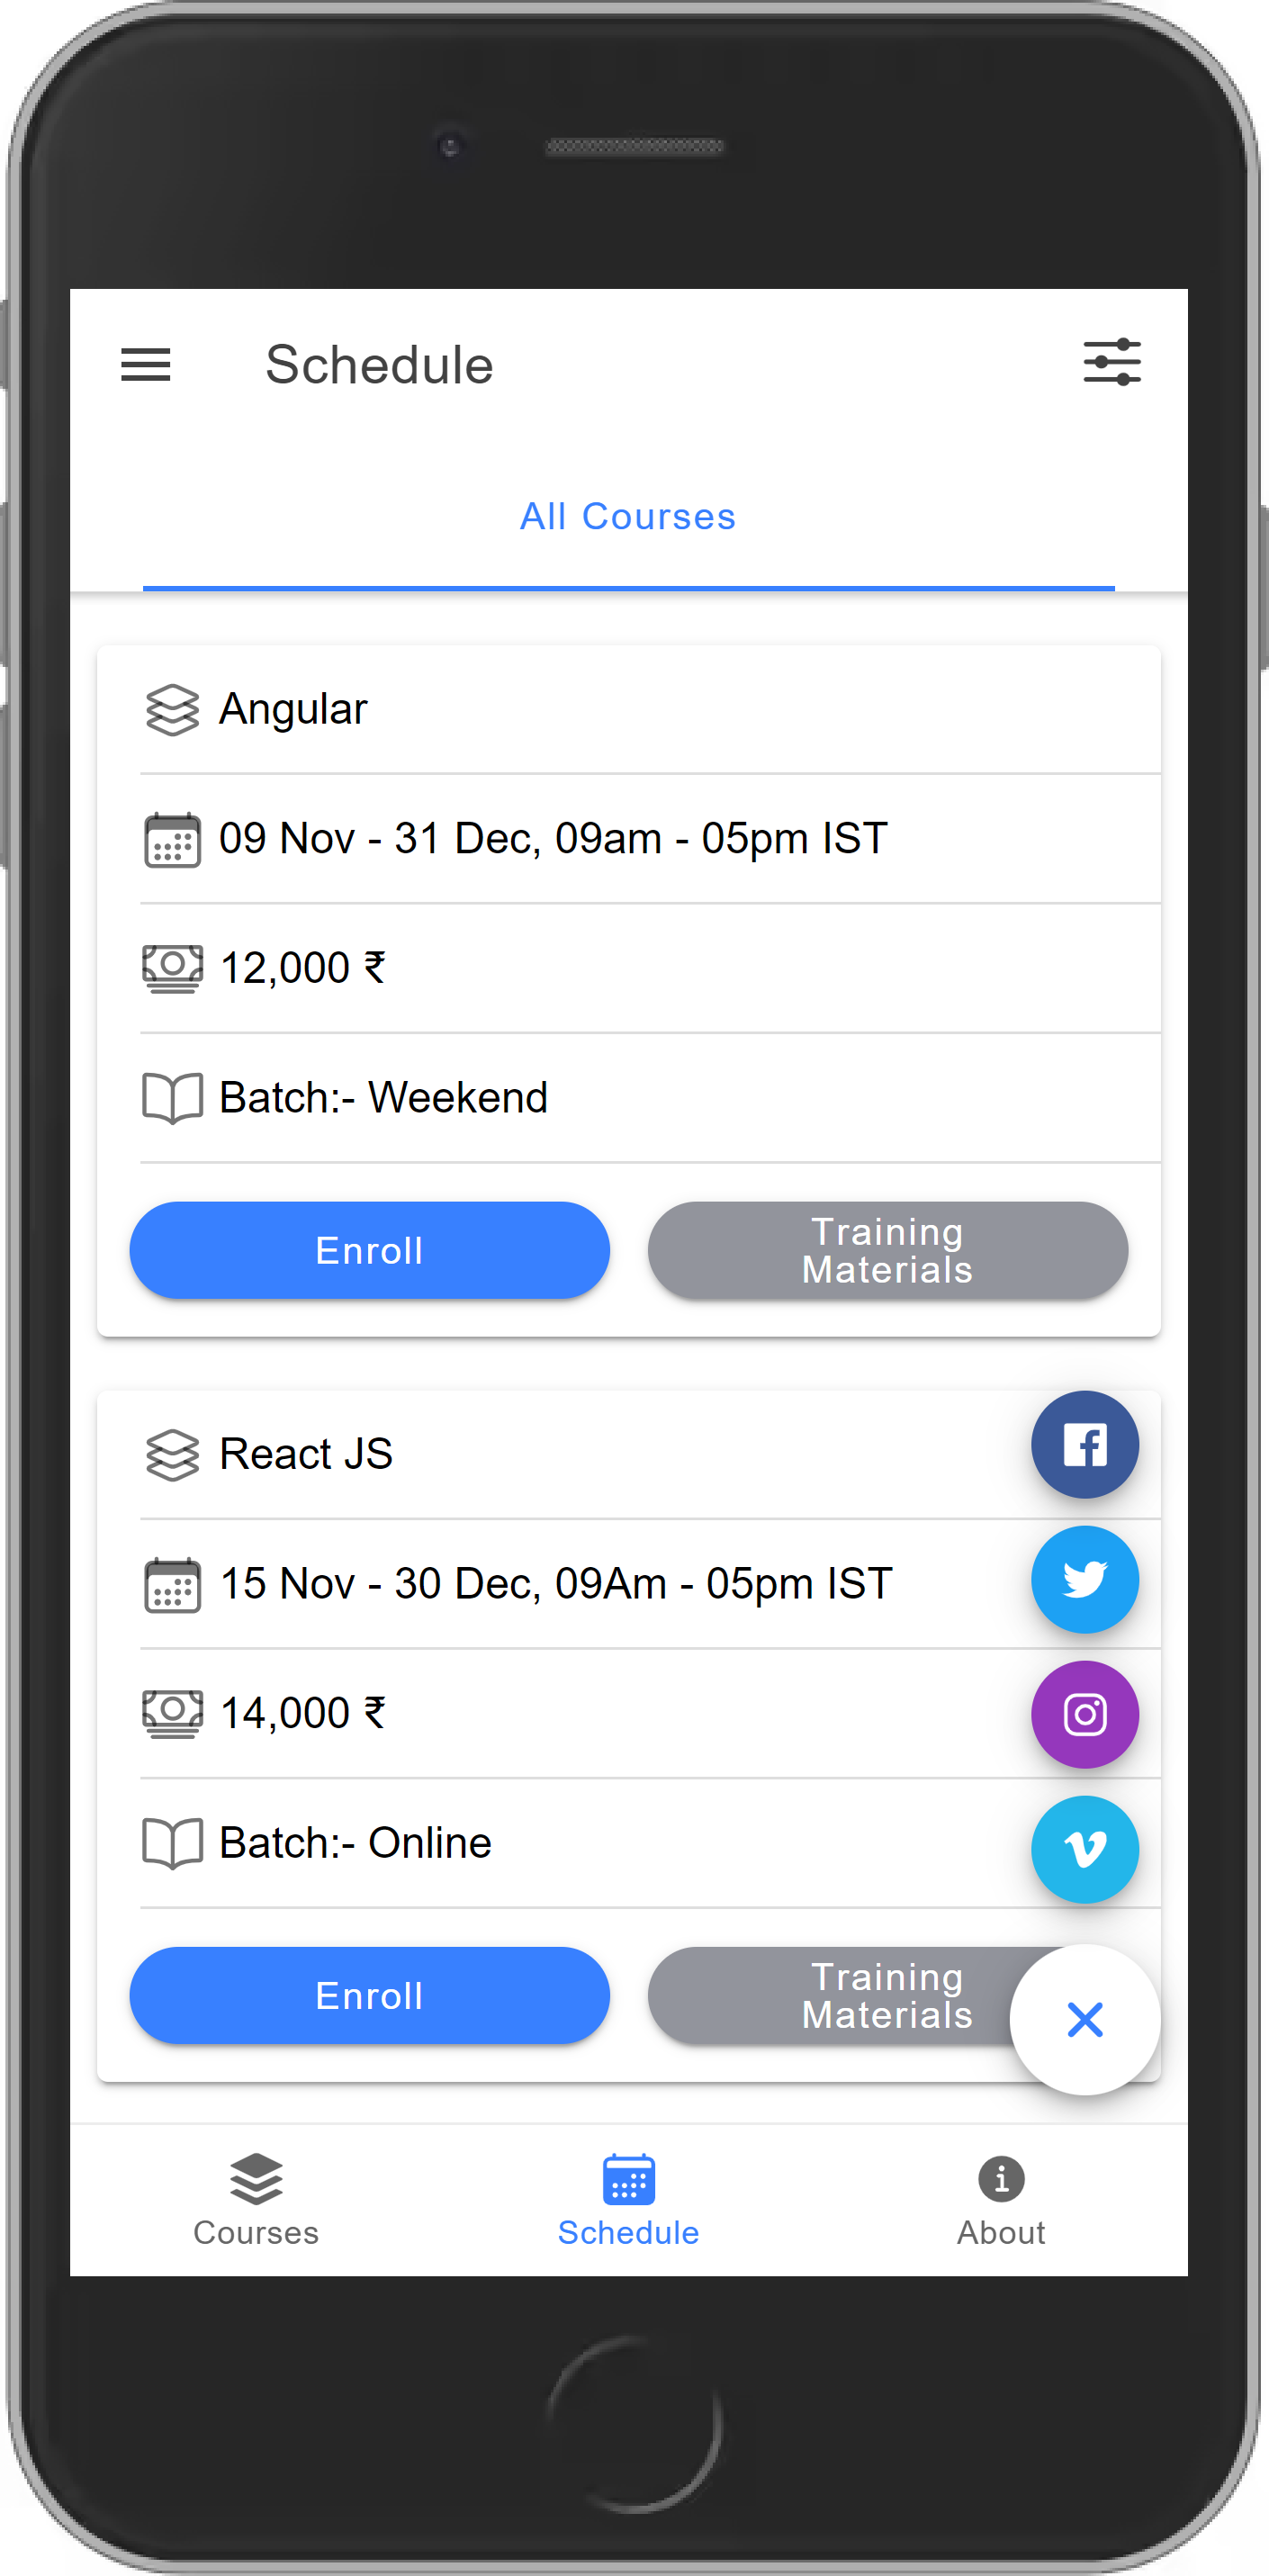 Schedule
All Courses
Angular
09 Nov - 31 Dec, 09am - 05pm IST
12,000 ₹
Batch:- Weekend
Enroll
Training
Materials
React JS
15 Nov - 30 Dec, 09Am - 05pm IST
14,000 ₹
Batch:- Online
Enroll
Training
Materials
Courses
Schedule
About